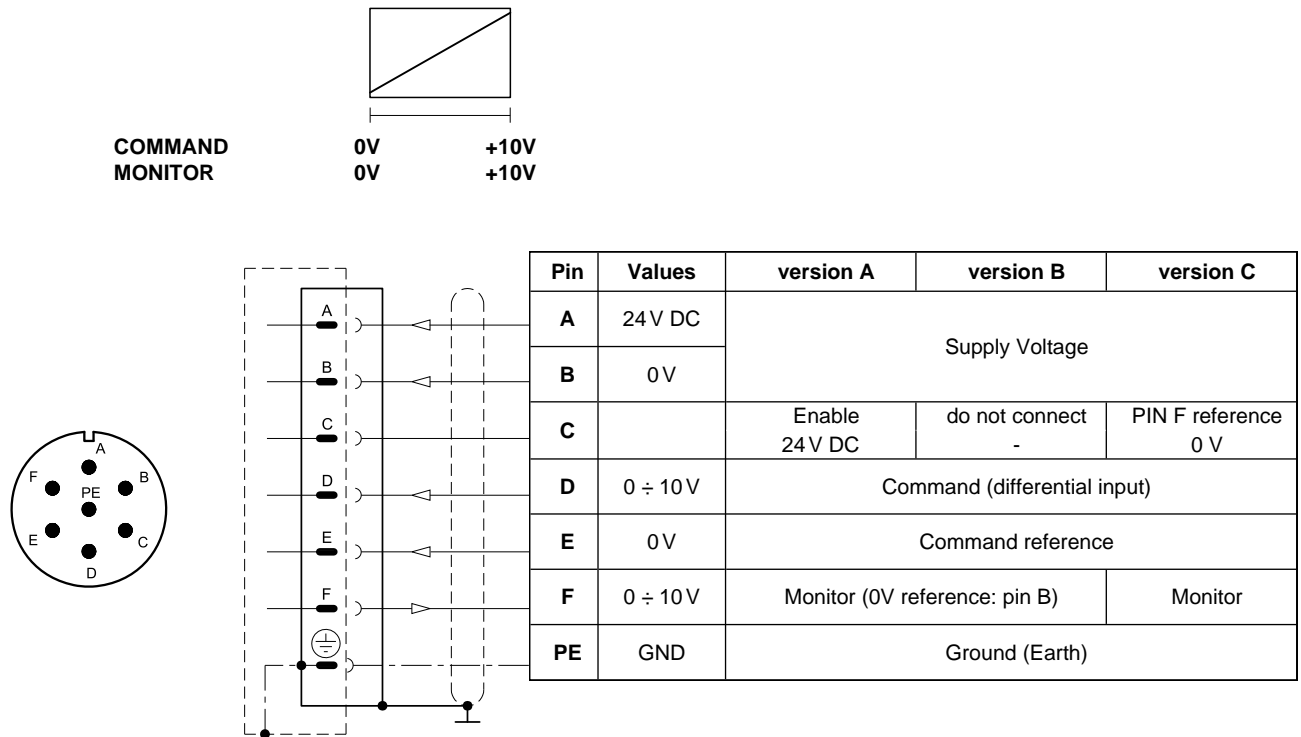 COMMAND 0V +10V
MONITOR 0V +10V
Pin Values version A version B version C
A 24 V DC Supply Voltage
B 0 V
C Enable do not connect PIN F reference
24 V DC - 0 V
D 0 ÷ 10 V Command (differential input)
E 0 V Command reference
F 0 ÷ 10 V Monitor (0V reference: pin B) Monitor
PE GND Ground (Earth)
A
B
C
D
E
F
A
F B
PE
E C
D